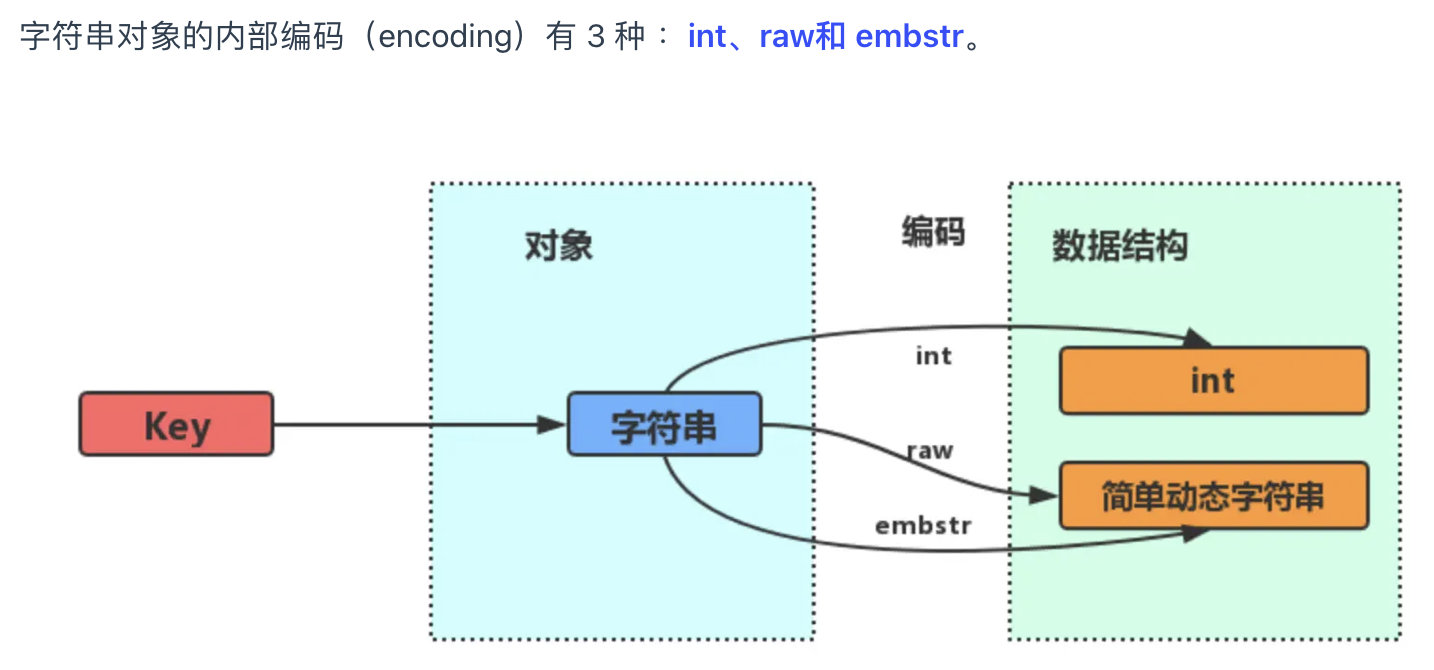 字符串对象的内部编码（encoding）有 3 种 ： int、raw和 embstr。
对象
编码
数据结构
int
int
Key
字符串
raw
简单动态字符串
embstr